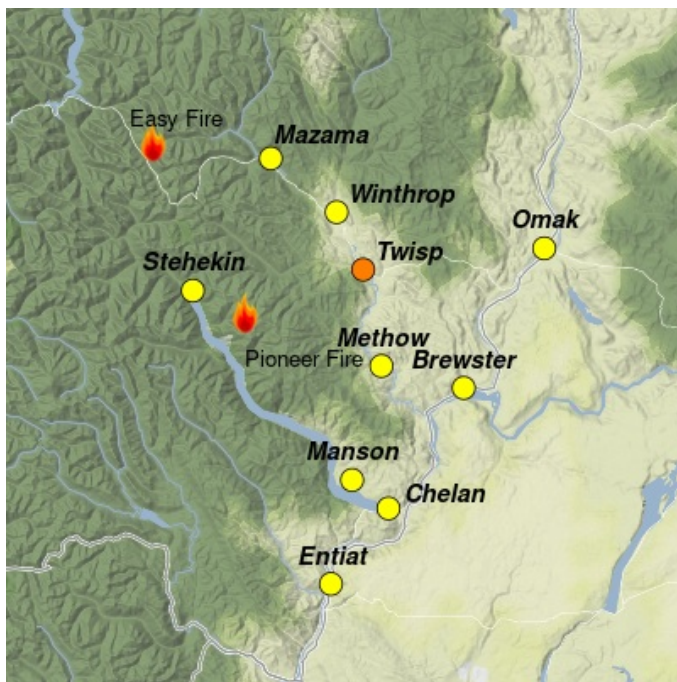 Easy Fire
Mazama
Winthrop
Omak
Twisp
Stehekin
Methow
Pioneer Fire
Brewster
Manson
Chelan
Entiat